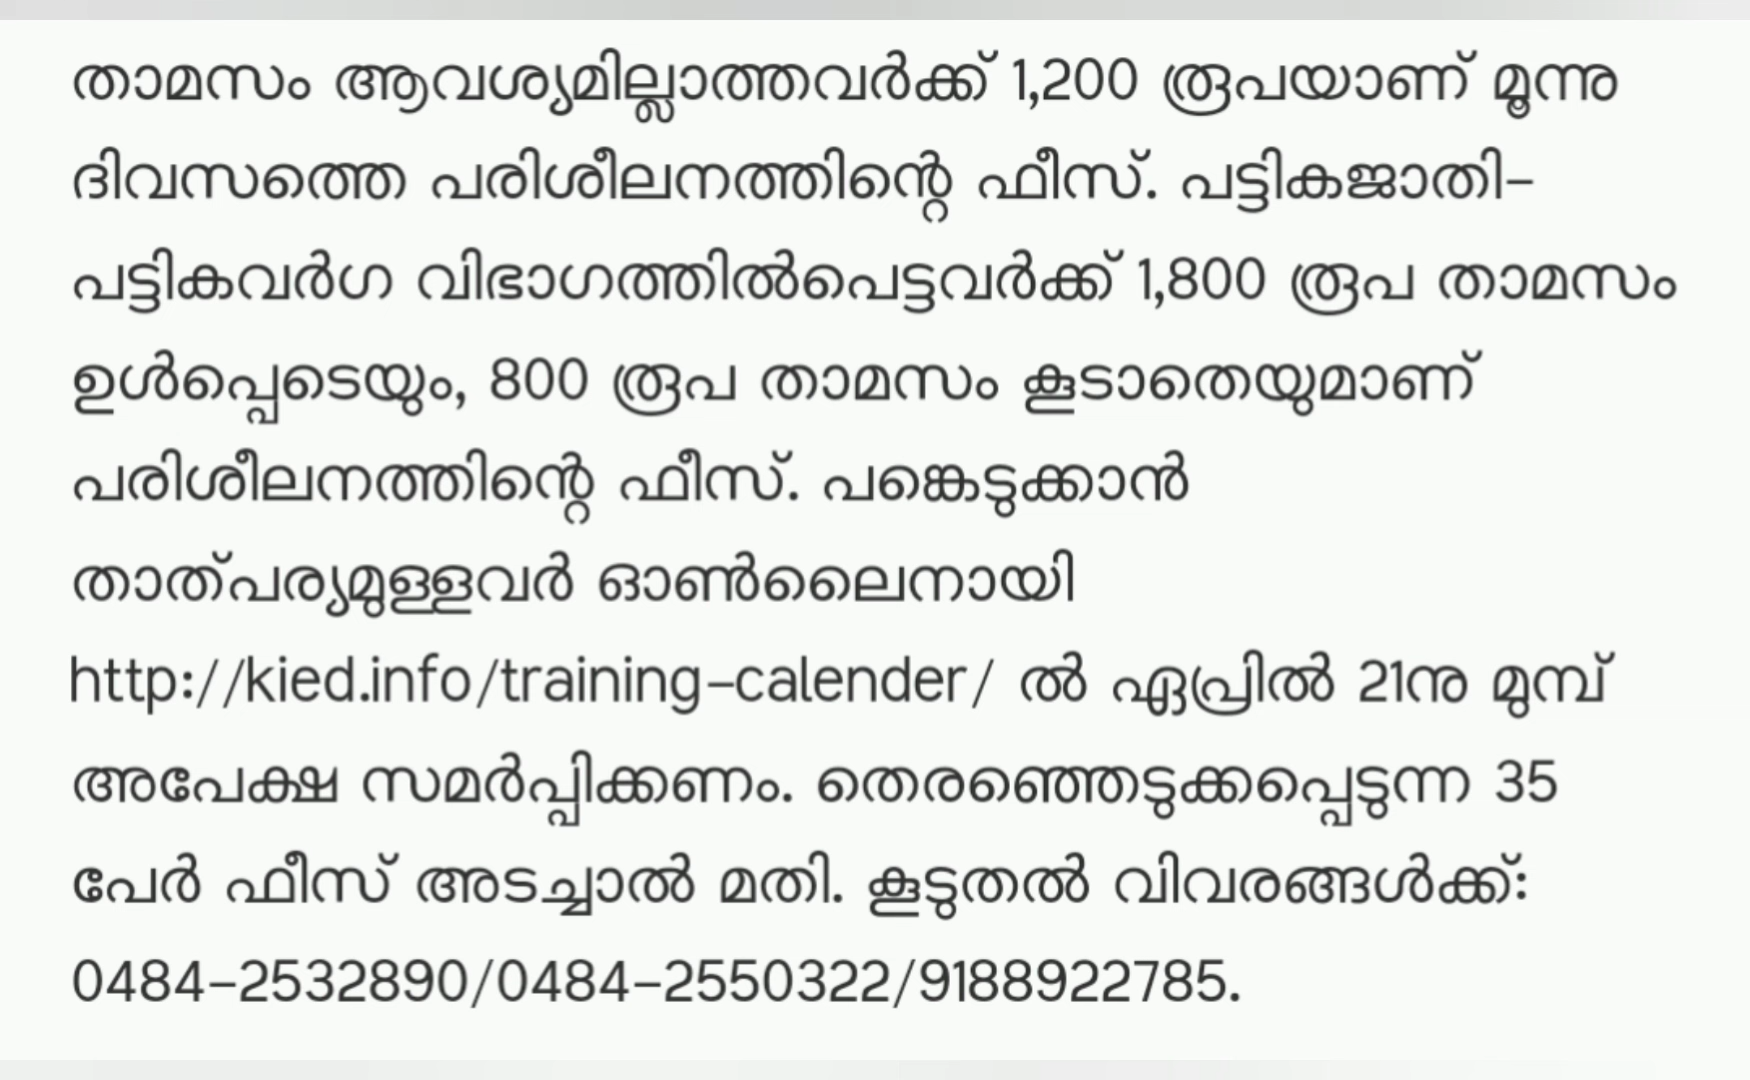 താമസം ആവശ്യമില്ലാത്തവർക്ക് 1,200 രൂപയാണ് മൂന്നു
ദിവസത്തെ പരിശീലനത്തിന്റെ ഫീസ്. പട്ടികജാതി-
പട്ടികവർഗ വിഭാഗത്തിൽപെട്ടവർക്ക് 1,800 രൂപ താമസം
ഉൾപ്പെടെയും, 800 രൂപ താമസം കൂടാതെയുമാണ്
പരിശീലനത്തിന്റെ ഫീസ്. പങ്കെടുക്കാൻ
താത്പര്യമുള്ളവർ ഓൺലൈനായി
http://kied.info/training-calender/ ൽ ഏപ്രിൽ 21നു മുമ്പ്
അപേക്ഷ സമർപ്പിക്കണം. തെരഞ്ഞെടുക്കപ്പെടുന്ന 35
പേർ ഫീസ് അടച്ചാൽ മതി. കൂടുതൽ വിവരങ്ങൾക്ക്:
0484-2532890/0484-2550322/9188922785.